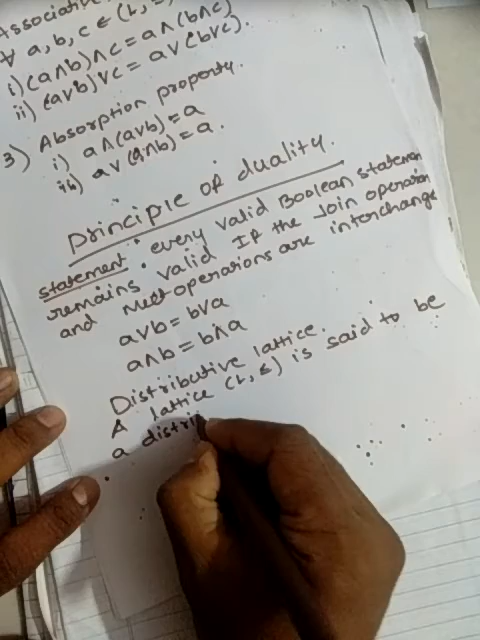 Associative
∀ a, b, c ∈ (L, ≤)
i) (a∧b)∧c = a∧(b∧c)
ii) (a∨b)∨c = a∨(b∨c).
3) Absorption property.
i) a∧(a∨b) = a
ii) a∨(a∧b) = a.
Principle of duality.
statement: every valid Boolean statemen
remains valid If the Join operation
and Meet operations are interchange
a∨b = b∨a
a∧b = b∧a
Distributive lattice.
A lattice (L, ≤) is said to be
a distri